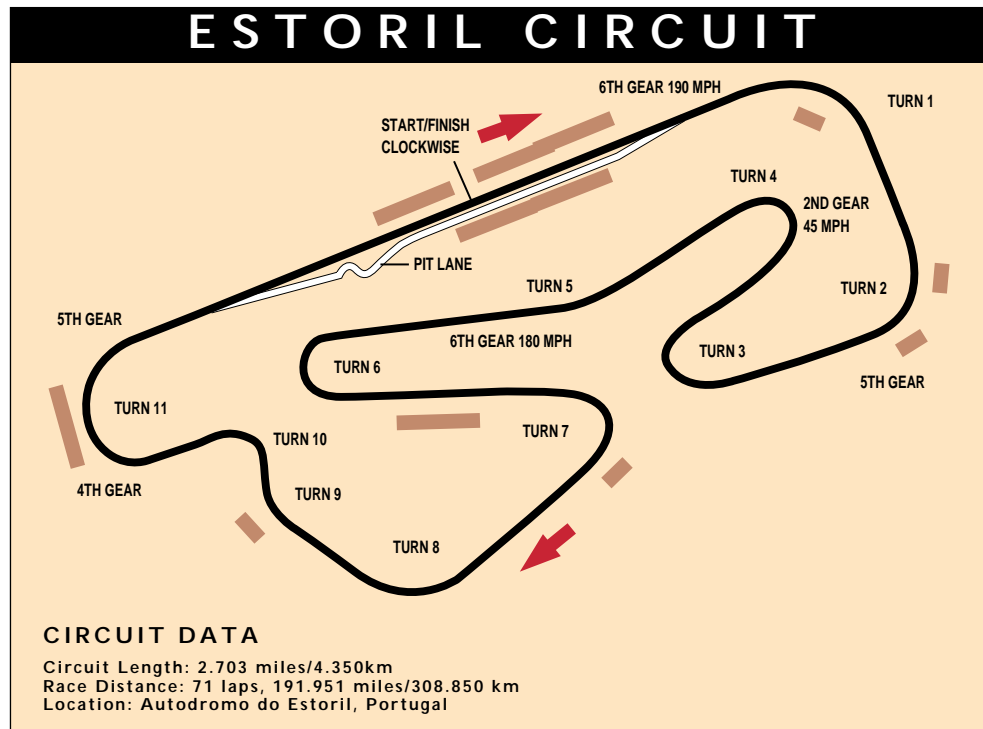 ESTORIL CIRCUIT
6TH GEAR 190 MPH
TURN 1
START/FINISH
CLOCKWISE
TURN 4
2ND GEAR
45 MPH
PIT LANE
TURN 5
TURN 2
5TH GEAR
6TH GEAR 180 MPH
TURN 3
TURN 6
5TH GEAR
TURN 11
TURN 7
TURN 10
4TH GEAR
TURN 9
TURN 8
CIRCUIT DATA
Circuit Length: 2.703 miles/4.350km
Race Distance: 71 laps, 191.951 miles/308.850 km
Location: Autodromo do Estoril, Portugal